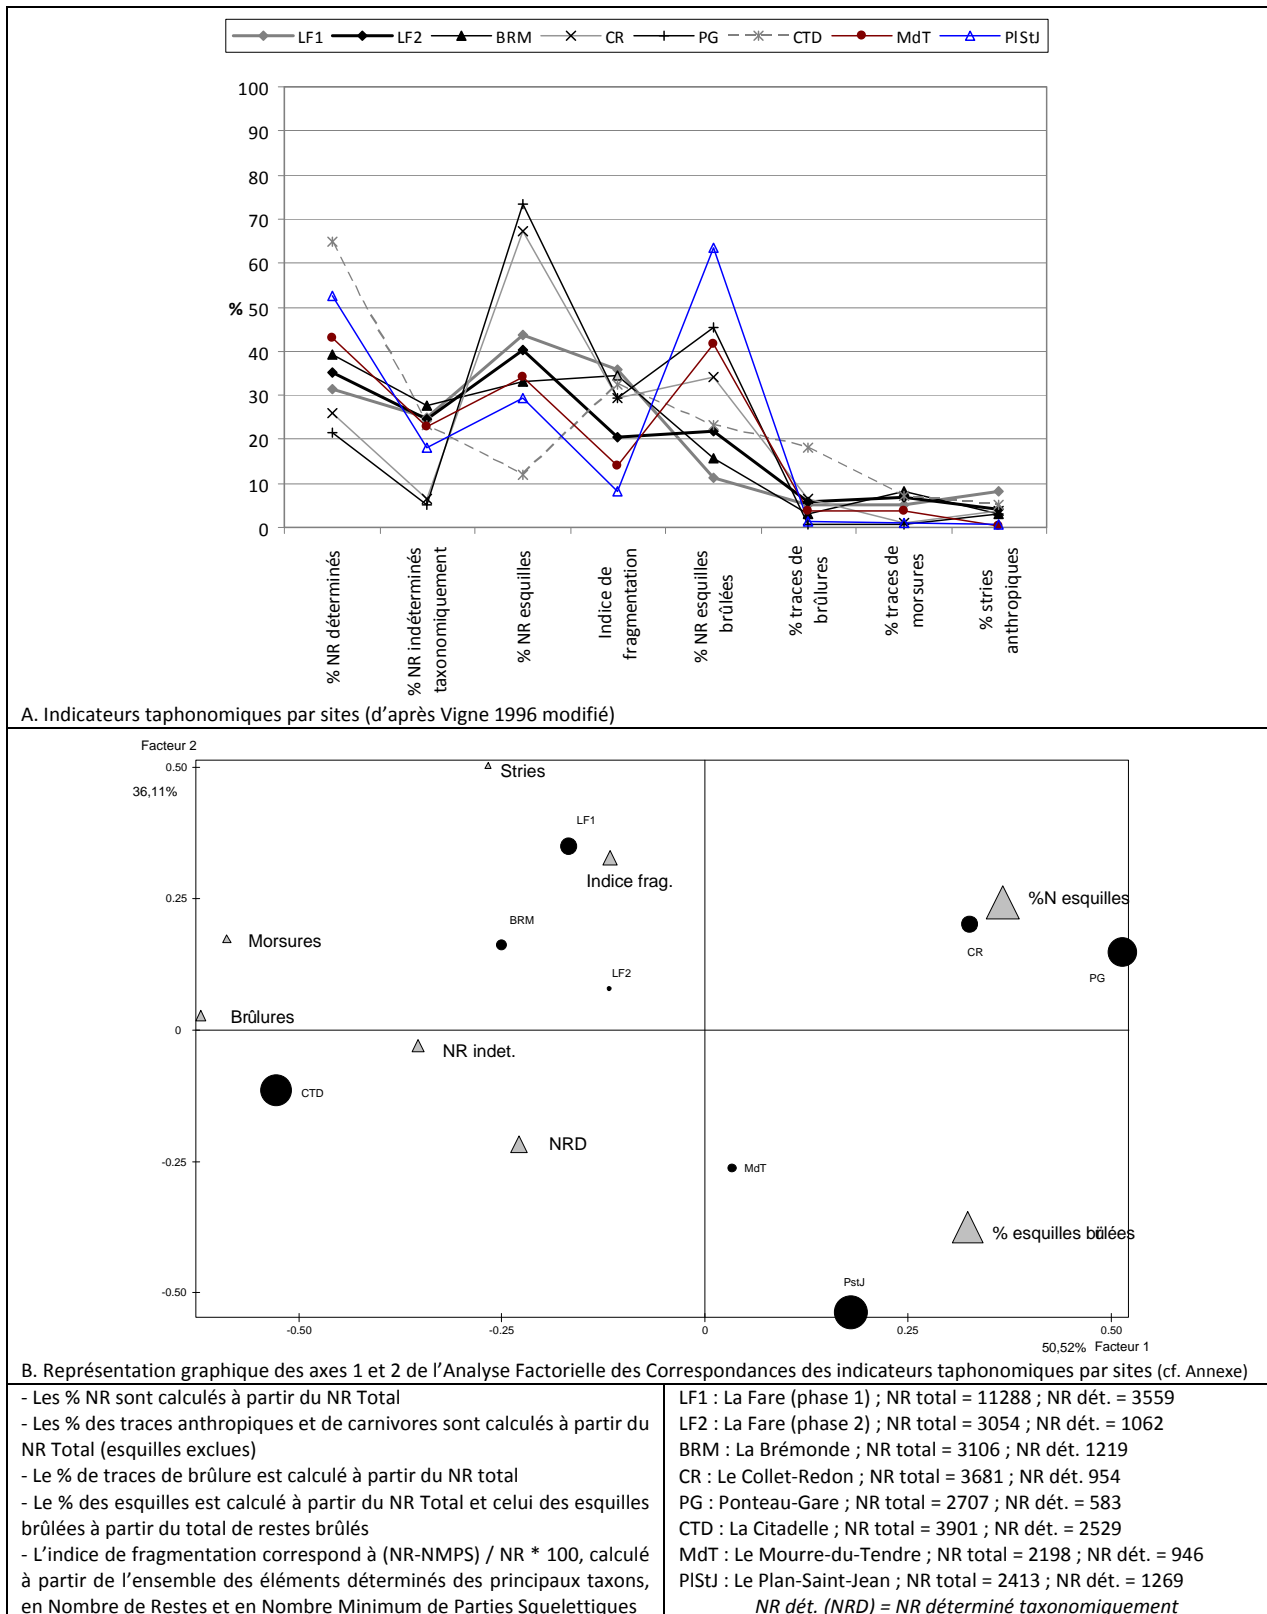 LF1 LF2 BRM CR PG CTD MdT PlStJ
100
90
80
70
60
% 50
40
30
20
10
0
% NR déterminés
% NR indéterminés taxonomiquement
% NR esquilles
Indice de fragmentation
% NR esquilles brûlées
% traces de brûlures
% traces de morsures
% stries anthropiques
A. Indicateurs taphonomiques par sites (d'après Vigne 1996 modifié)
Facteur 2
0.50
36,11%
Stries
LF1
Indice frag.
%N esquilles
0.25
BRM
CR
Morsures
PG
LF2
Brûlures
0
NR indet.
CTD
NRD
-0.25
MdT
% esquilles brûlées
-0.50
PstJ
-0.50 -0.25 0 0.25 0.50
50,52% Facteur 1
B. Représentation graphique des axes 1 et 2 de l'Analyse Factorielle des Correspondances des indicateurs taphonomiques par sites (cf. Annexe)
- Les % NR sont calculés à partir du NR Total
- Les % des traces anthropiques et de carnivores sont calculés à partir du
NR Total (esquilles exclues)
- Le % de traces de brûlure est calculé à partir du NR total
- Le % des esquilles est calculé à partir du NR Total et celui des esquilles
brûlées à partir du total de restes brûlés
- L'indice de fragmentation correspond à (NR-NMPS) / NR * 100, calculé
à partir de l'ensemble des éléments déterminés des principaux taxons,
en Nombre de Restes et en Nombre Minimum de Parties Squelettiques
LF1 : La Fare (phase 1) ; NR total = 11288 ; NR dét. = 3559
LF2 : La Fare (phase 2) ; NR total = 3054 ; NR dét. = 1062
BRM : La Brémonde ; NR total = 3106 ; NR dét. 1219
CR : Le Collet-Redon ; NR total = 3681 ; NR dét. 954
PG : Ponteau-Gare ; NR total = 2707 ; NR dét. = 583
CTD : La Citadelle ; NR total = 3901 ; NR dét. = 2529
MdT : Le Mourre-du-Tendre ; NR total = 2198 ; NR dét. = 946
PlStJ : Le Plan-Saint-Jean ; NR total = 2413 ; NR dét. = 1269
NR dét. (NRD) = NR déterminé taxonomiquement